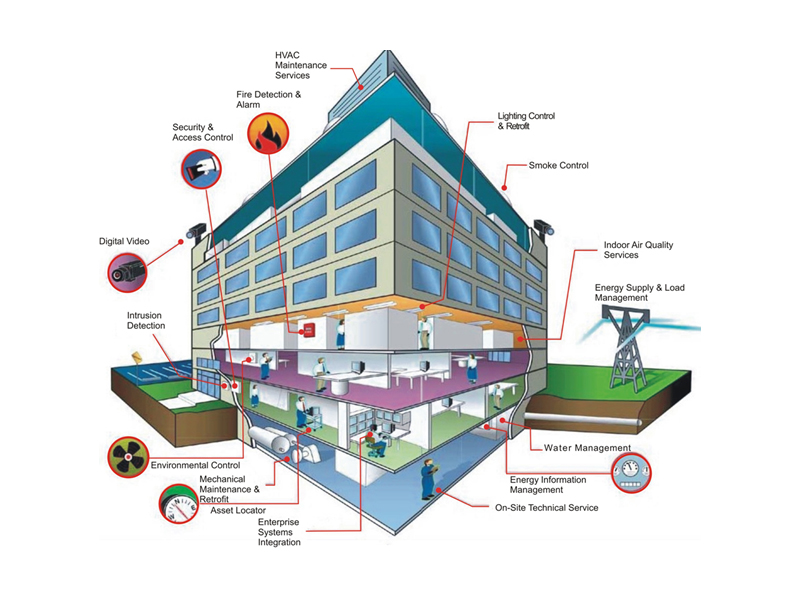 HVAC
Maintenance
Services
Fire Detection &
Alarm
Security &
Access Control
Lighting Control
& Retrofit
Smoke Control
Digital Video
Indoor Air Quality
Services
Energy Supply & Load
Management
Intrusion
Detection
Environmental Control
Water Management
Mechanical
Maintenance &
Retrofit
Asset Locator
Energy Information
Management
On-Site Technical Service
Enterprise
Systems
Integration